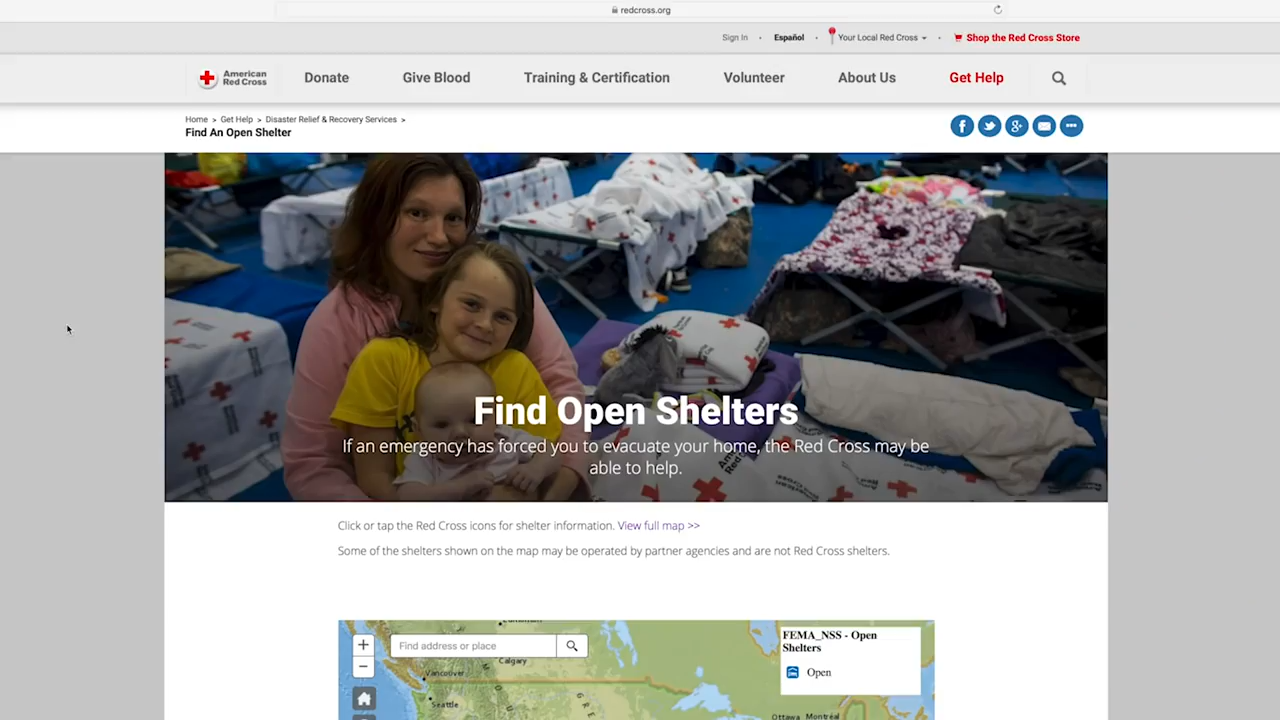 redcross.org
Sign In
Español
Your Local Red Cross
Shop the Red Cross Store
American
Red Cross
Donate
Give Blood
Training & Certification
Volunteer
About Us
Get Help
Home > Get Help > Disaster Relief & Recovery Services >
Find An Open Shelter
Find Open Shelters
If an emergency has forced you to evacuate your home, the Red Cross may be
able to help.
Click or tap the Red Cross icons for shelter information. View full map >>
Some of the shelters shown on the map may be operated by partner agencies and are not Red Cross shelters.
+
Find address or place
−
Calgary
Vancouver
Seattle
FEMA_NSS - Open
Shelters
Open
Ottawa
Montréal